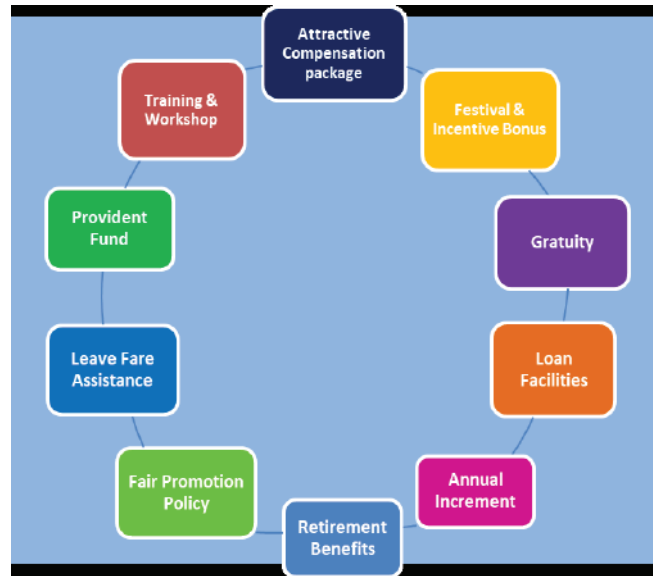 Attractive
Compensation
package
Festival &
Incentive Bonus
Gratuity
Loan
Facilities
Annual
Increment
Retirement
Benefits
Fair Promotion
Policy
Leave Fare
Assistance
Provident
Fund
Training &
Workshop